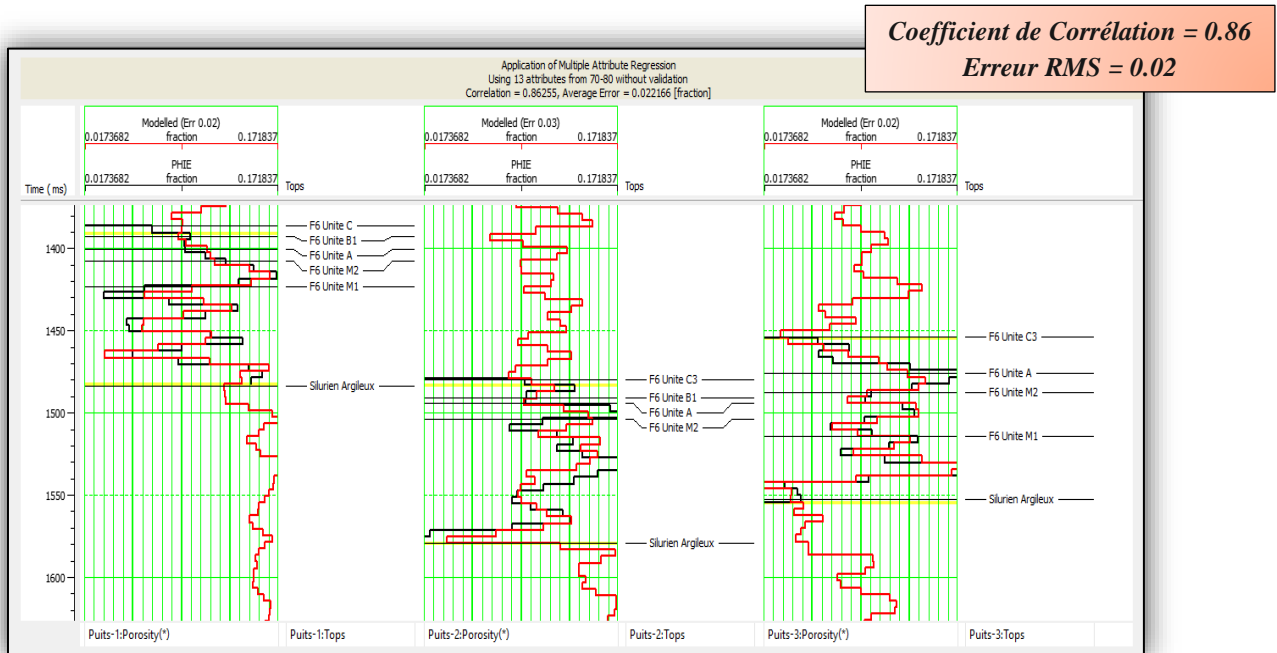 Coefficient de Corrélation = 0.86
Erreur RMS = 0.02
Application of Multiple Attribute Regression
Using 13 attributes from 70-80 without validation
Correlation = 0.86255, Average Error = 0.022166 [fraction]
Modelled (Err 0.02)
0.0173682 fraction 0.171837
PHIE
0.0173682 fraction 0.171837
Tops
Modelled (Err 0.03)
0.0173682 fraction 0.171837
PHIE
0.0173682 fraction 0.171837
Tops
Modelled (Err 0.02)
0.0173682 fraction 0.171837
PHIE
0.0173682 fraction 0.171837
Tops
Time (ms)
1400
1450
1500
1550
1600
F6 Unite C
F6 Unite B1
F6 Unite A
F6 Unite M2
F6 Unite M1
Silurien Argileux
F6 Unite C3
F6 Unite B1
F6 Unite A
F6 Unite M2
Silurien Argileux
F6 Unite C3
F6 Unite A
F6 Unite M2
F6 Unite M1
Silurien Argileux
Puits-1:Porosity(*) Puits-1:Tops Puits-2:Porosity(*) Puits-2:Tops Puits-3:Porosity(*) Puits-3:Tops